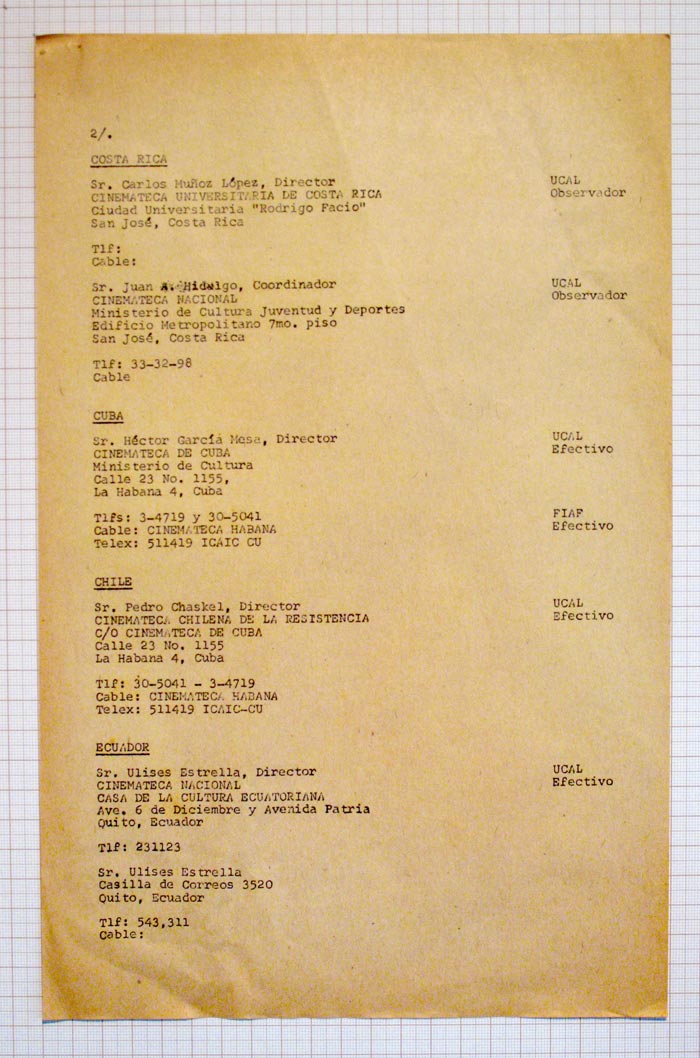 2/.
COSTA RICA
Sr. Carlos Muñoz López, Director UCAL
CINEMATECA UNIVERSITARIA DE COSTA RICA Observador
Ciudad Universitaria "Rodrigo Facio"
San José, Costa Rica
Tlf:
Cable:
Sr. Juan A. Hidalgo, Coordinador UCAL
CINEMATECA NACIONAL Observador
Ministerio de Cultura Juventud y Deportes
Edificio Metropolitano 7mo. piso
San José, Costa Rica
Tlf: 33-32-98
Cable
CUBA
Sr. Héctor García Mesa, Director UCAL
CINEMATECA DE CUBA Efectivo
Ministerio de Cultura
Calle 23 No. 1155,
La Habana 4, Cuba
Tlfs: 3-4719 y 30-5041 FIAF
Cable: CINEMATECA HABANA Efectivo
Telex: 511419 ICAIC CU
CHILE
Sr. Pedro Chaskel, Director UCAL
CINEMATECA CHILENA DE LA RESISTENCIA Efectivo
C/O CINEMATECA DE CUBA
Calle 23 No. 1155
La Habana 4, Cuba
Tlf: 30-5041 - 3-4719
Cable: CINEMATECA HABANA
Telex: 511419 ICAIC-CU
ECUADOR
Sr. Ulises Estrella, Director UCAL
CINEMATECA NACIONAL Efectivo
CASA DE LA CULTURA ECUATORIANA
Ave. 6 de Diciembre y Avenida Patria
Quito, Ecuador
Tlf: 231123
Sr. Ulises Estrella
Casilla de Correos 3520
Quito, Ecuador
Tlf: 543,311
Cable: